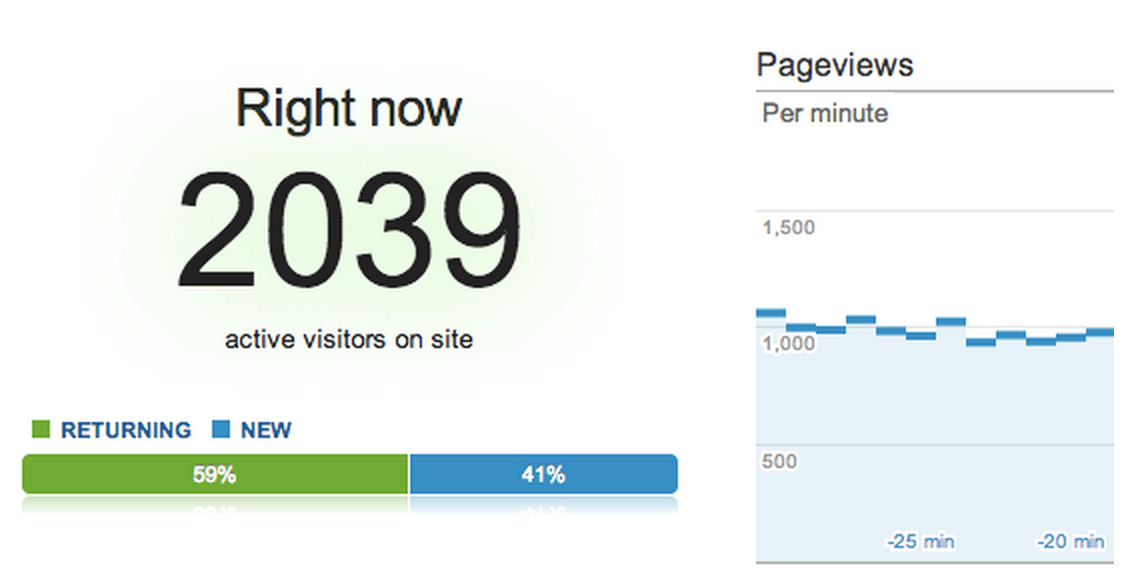 Right now
2039
active visitors on site
RETURNING NEW
59% 41%
Pageviews
Per minute
1,500
1,000
500
-25 min -20 min